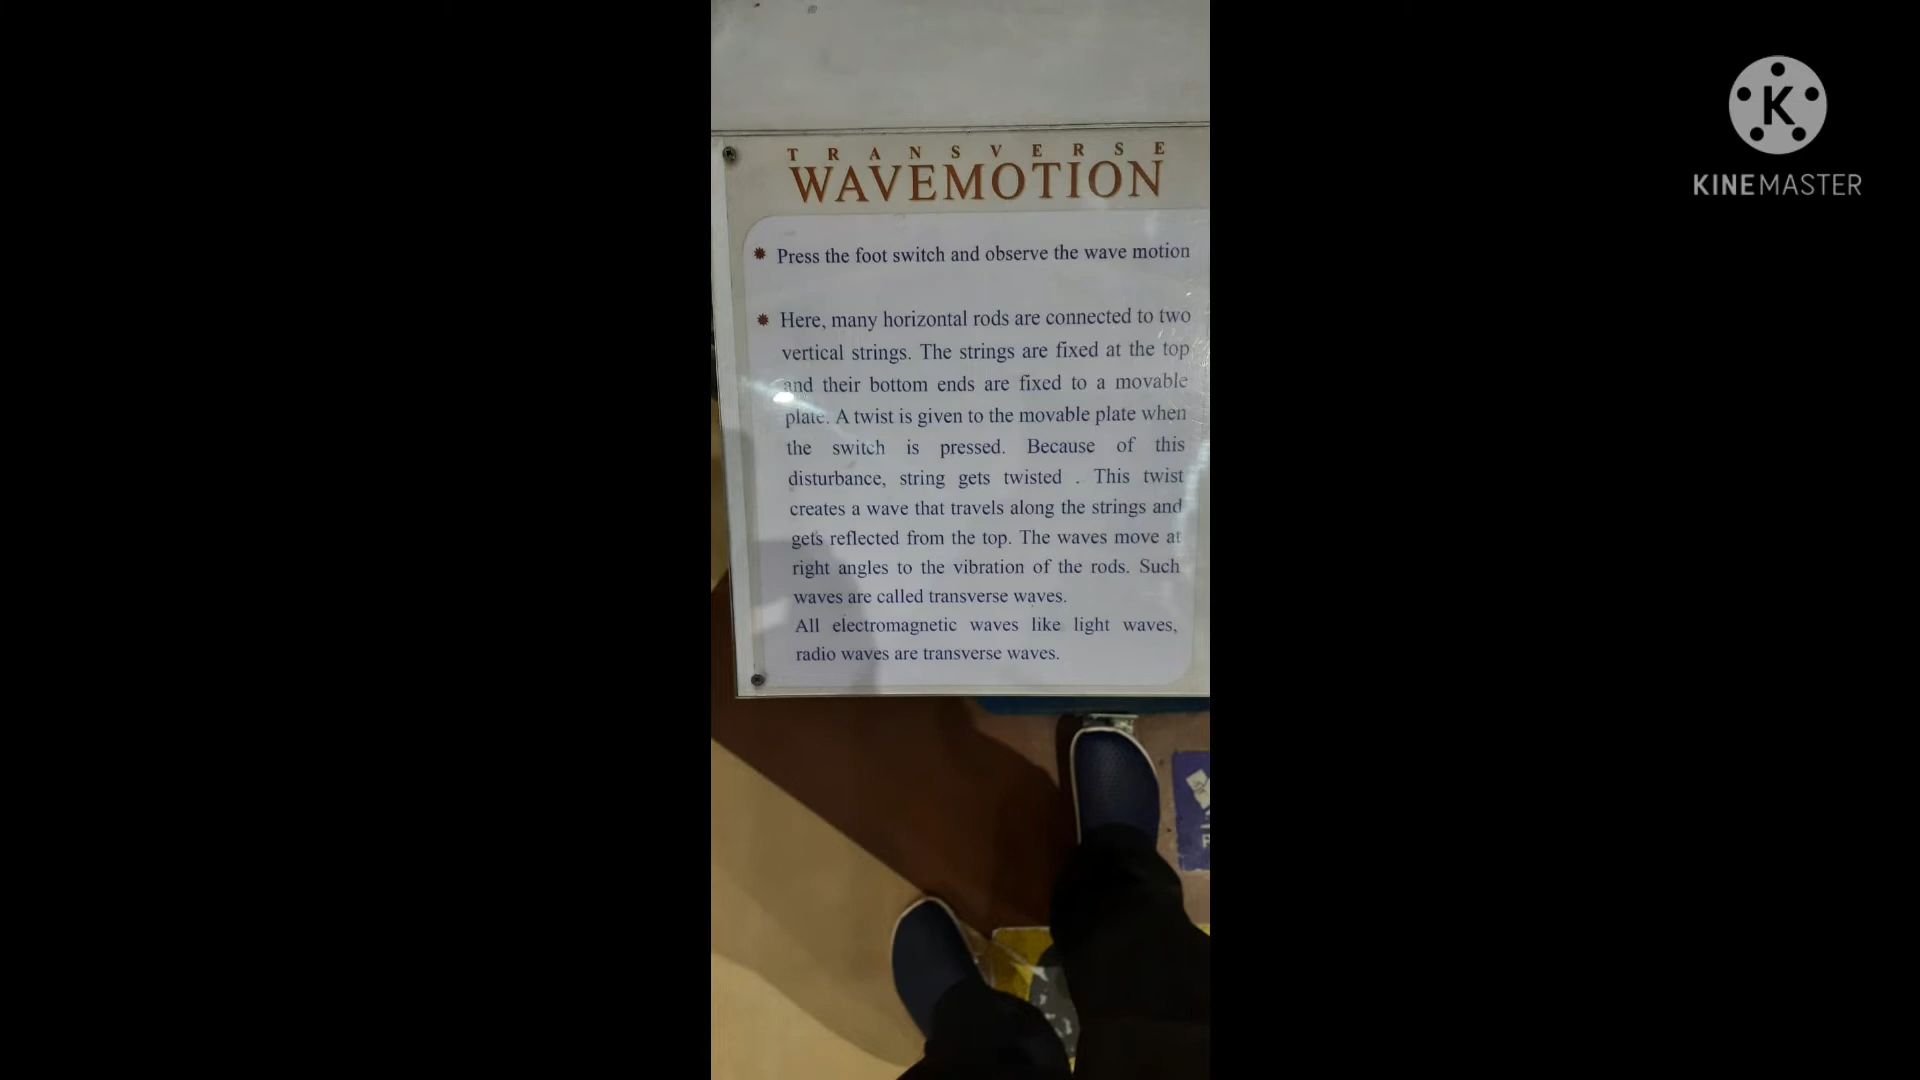 TRANSVERSE
WAVEMOTION
Press the foot switch and observe the wave motion
Here, many horizontal rods are connected to two
vertical strings. The strings are fixed at the top
and their bottom ends are fixed to a movable
plate. A twist is given to the movable plate when
the switch is pressed. Because of this
disturbance, string gets twisted . This twist
creates a wave that travels along the strings and
gets reflected from the top. The waves move at
right angles to the vibration of the rods. Such
waves are called transverse waves.
All electromagnetic waves like light waves,
radio waves are transverse waves.
K
KINEMASTER